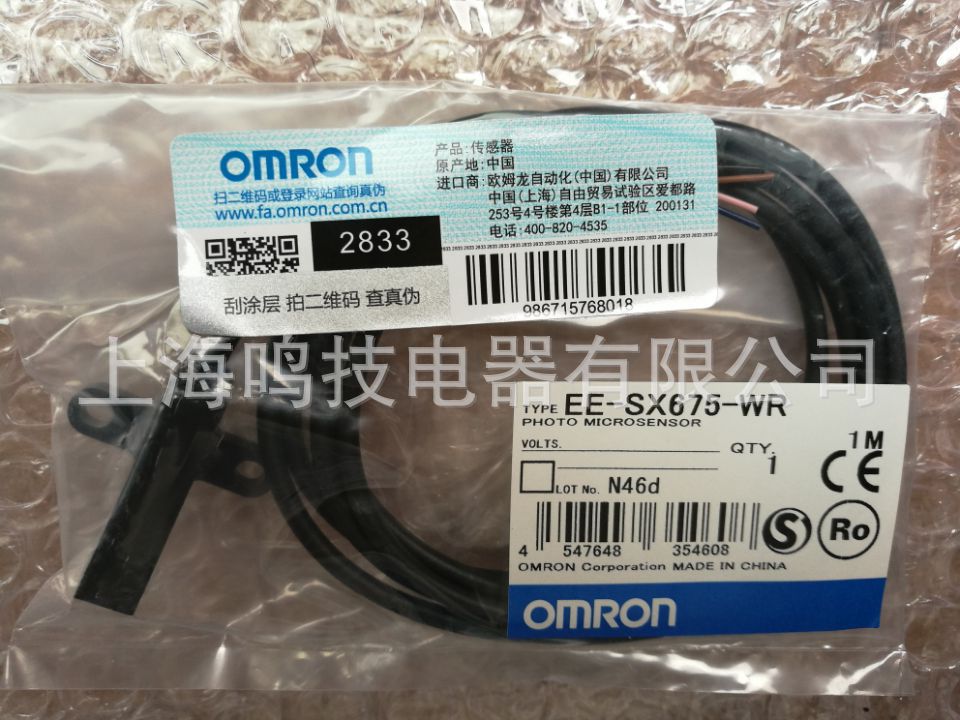 OMRON
扫二维码或登录网站查询真伪
www.fa.omron.com.cn
2833
刮涂层 拍二维码 查真伪
产品:传感器
原产地:中国
进口商:欧姆龙自动化(中国)有限公司
中国(上海)自由贸易试验区爱都路
253号4号楼第4层B1-1部位 200131
电话:400-820-4535
986715768018
上海鸣技电器有限公司
TYPE EE-SX675-WR
PHOTO MICROSENSOR
1M
VOLTS.
QTY.
1
LOT No. N46d
CE
S
Ro
4 547648 354608
OMRON Corporation MADE IN CHINA
OMRON